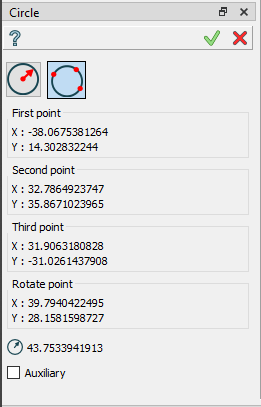 Circle
First point
X : -38.0675381264
Y : 14.302832244
Second point
X : 32.7864923747
Y : 35.8671023965
Third point
X : 31.9063180828
Y : -31.0261437908
Rotate point
X : 39.7940422495
Y : 28.1581598727
43.7533941913
Auxiliary